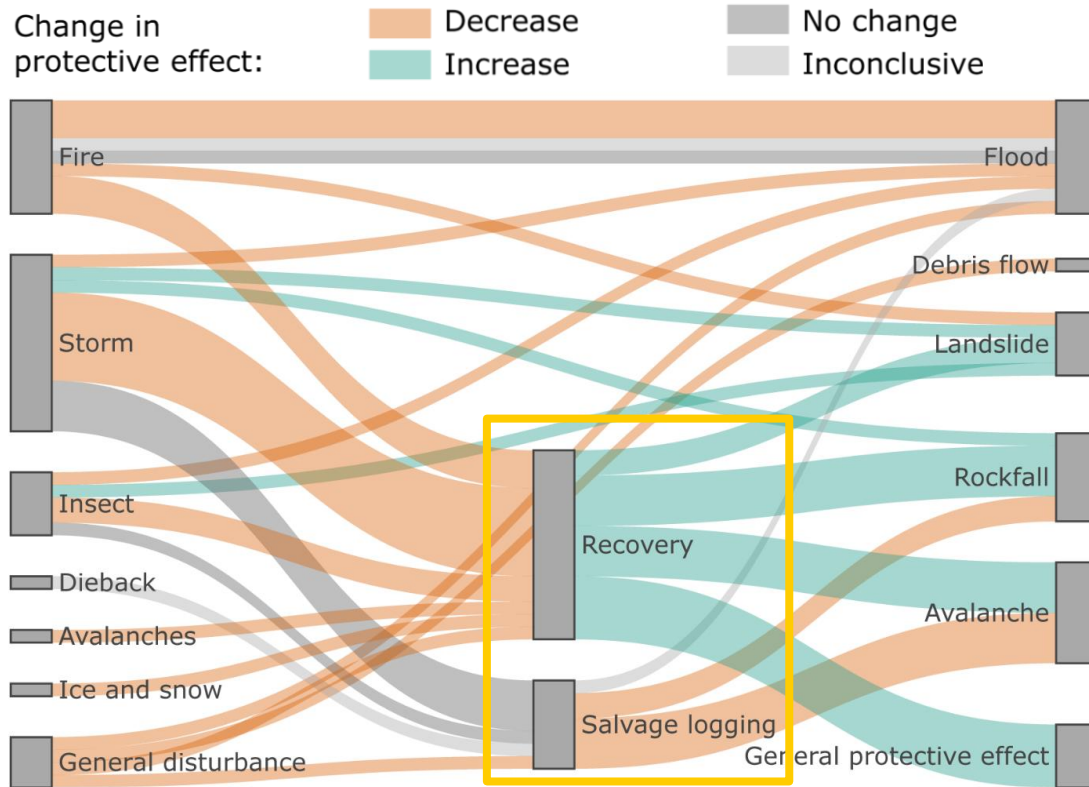 Change in
protective effect:
Decrease
Increase
No change
Inconclusive
Fire
Storm
Insect
Dieback
Avalanches
Ice and snow
General disturbance
Recovery
Salvage logging
Flood
Debris flow
Landslide
Rockfall
Avalanche
General protective effect